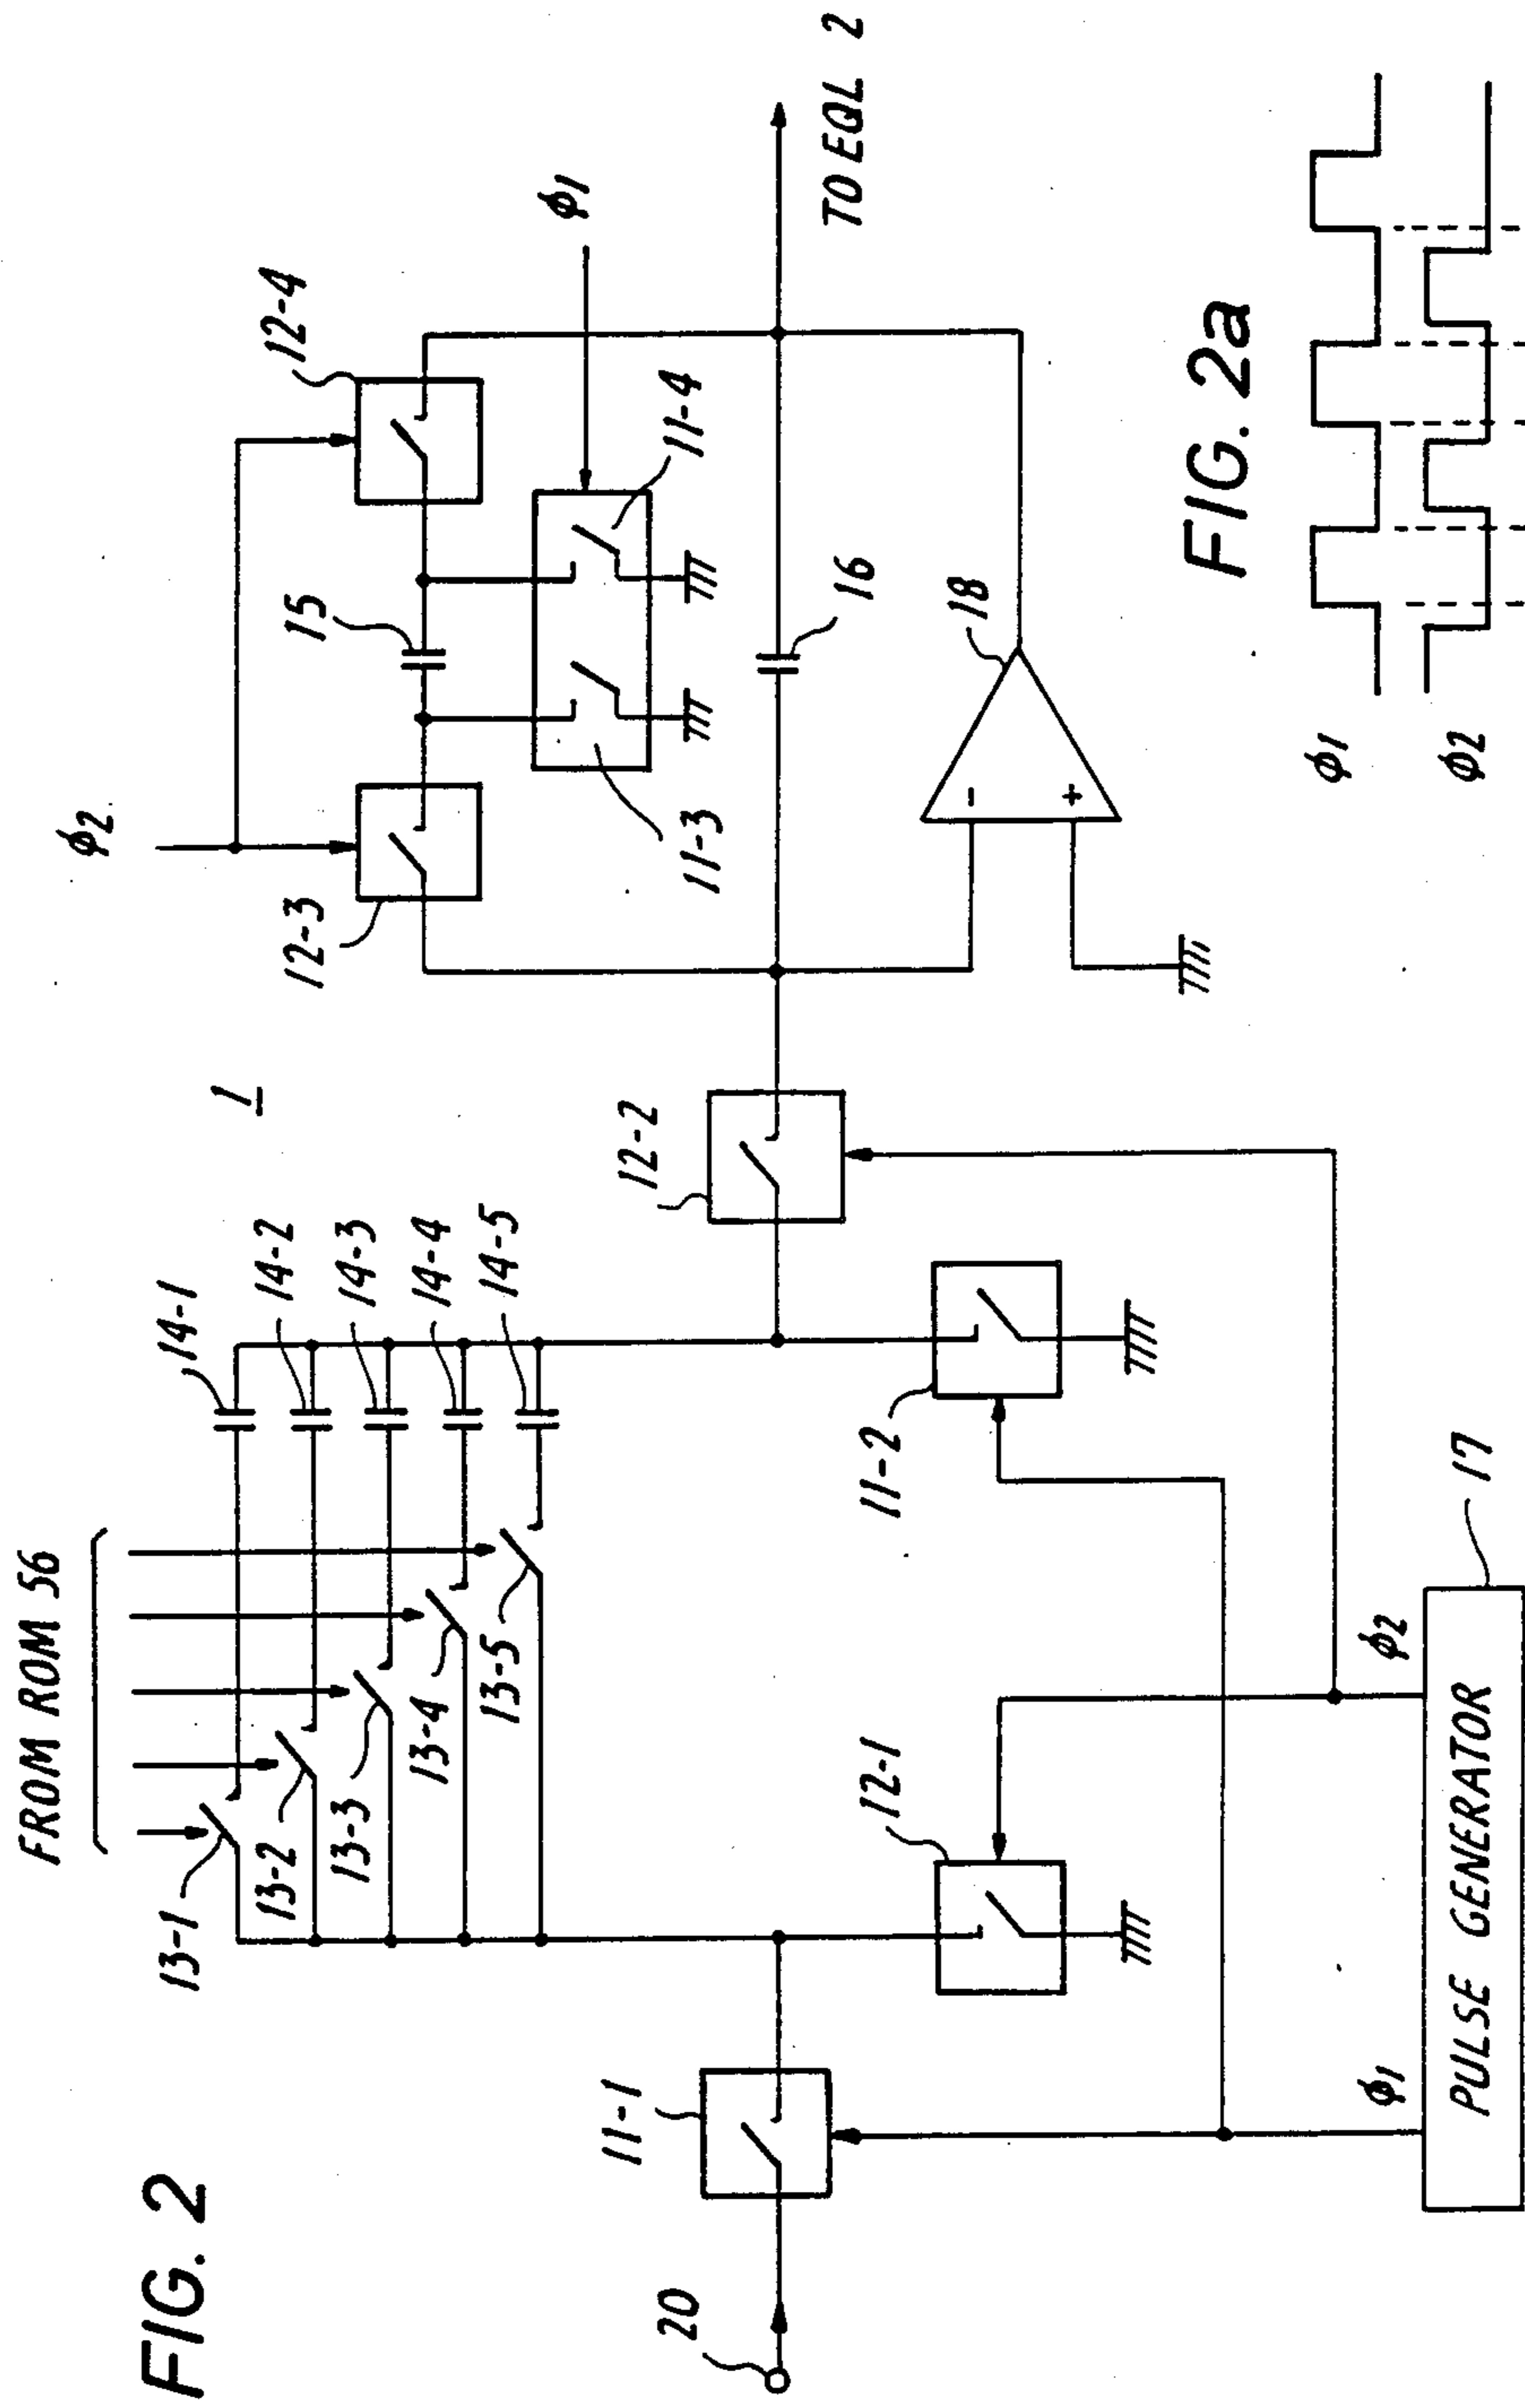 FIG. 2
FROM ROM 56
1
14-1
14-2
14-3
14-4
14-5
13-1
13-2
13-3
13-4
13-5
20
11-1
12-1
11-2
12-2
φ1
φ2
PULSE GENERATOR
17
φ2
12-3
12-4
15
11-3
11-4
φ1
16
18
TO EQL 2
FIG. 2a
φ1
φ2
-
+